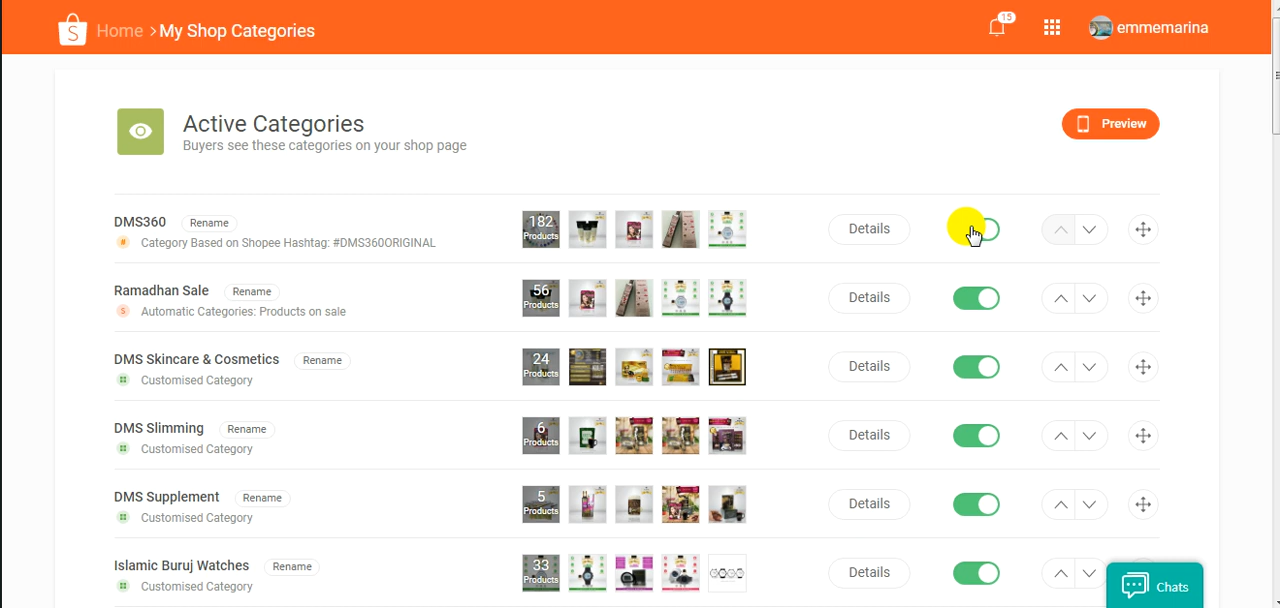 Home > My Shop Categories
15
emmemarina
Active Categories
Buyers see these categories on your shop page
Preview
DMS360 Rename
# Category Based on Shopee Hashtag: #DMS360ORIGINAL
182
Products
Details
Ramadhan Sale Rename
S Automatic Categories: Products on sale
56
Products
Details
DMS Skincare & Cosmetics Rename
Customised Category
24
Products
Details
DMS Slimming Rename
Customised Category
6
Products
Details
DMS Supplement Rename
Customised Category
5
Products
Details
Islamic Buruj Watches Rename
Customised Category
33
Products
Details
Chats